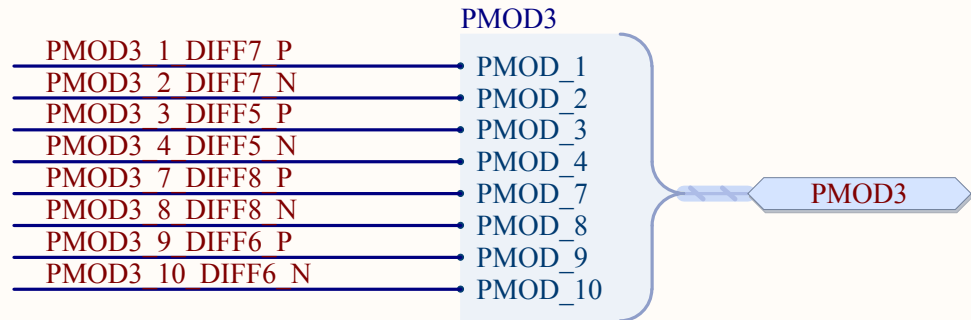 PMOD3
PMOD3_1_DIFF7_P
PMOD_1
PMOD3_2_DIFF7_N
PMOD_2
PMOD3_3_DIFF5_P
PMOD_3
PMOD3_4_DIFF5_N
PMOD_4
PMOD3_7_DIFF8_P
PMOD_7
PMOD3
PMOD3_8_DIFF8_N
PMOD_8
PMOD3_9_DIFF6_P
PMOD_9
PMOD3_10_DIFF6_N
PMOD_10